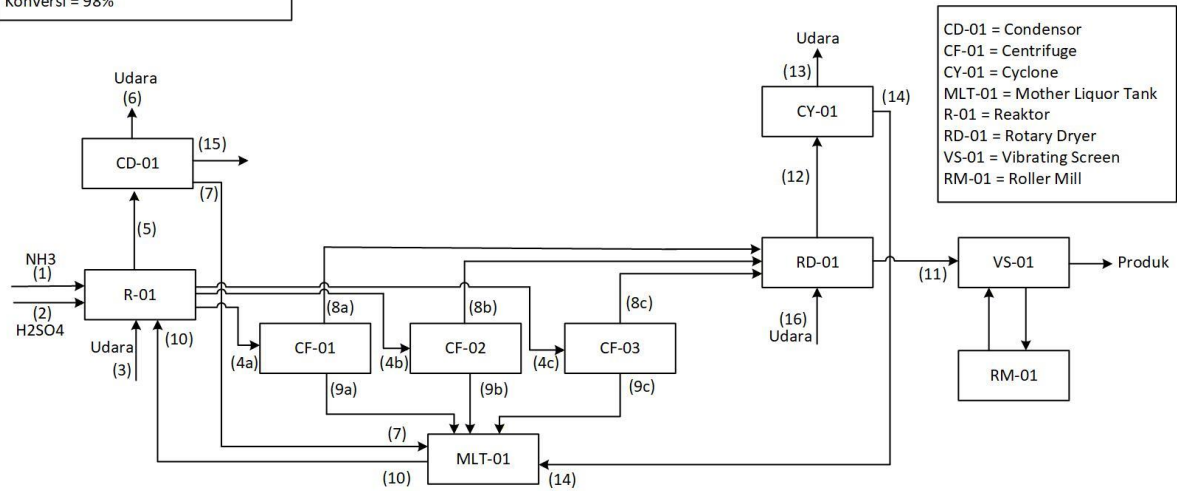 Konversi = 98%
CD-01 = Condensor
CF-01 = Centrifuge
CY-01 = Cyclone
MLT-01 = Mother Liquor Tank
R-01 = Reaktor
RD-01 = Rotary Dryer
VS-01 = Vibrating Screen
RM-01 = Roller Mill
Udara
(13)
CY-01
(14)
Udara
(6)
CD-01
(15)
(7)
(12)
(5)
NH3
(1)
R-01
(2)
H2SO4
Udara
(3)
(10)
(4a)
CF-01
(8a)
(9a)
(4b)
CF-02
(8b)
(9b)
(4c)
CF-03
(8c)
(9c)
RD-01
(16)
Udara
(11)
VS-01
Produk
RM-01
(7)
(10)
MLT-01
(14)